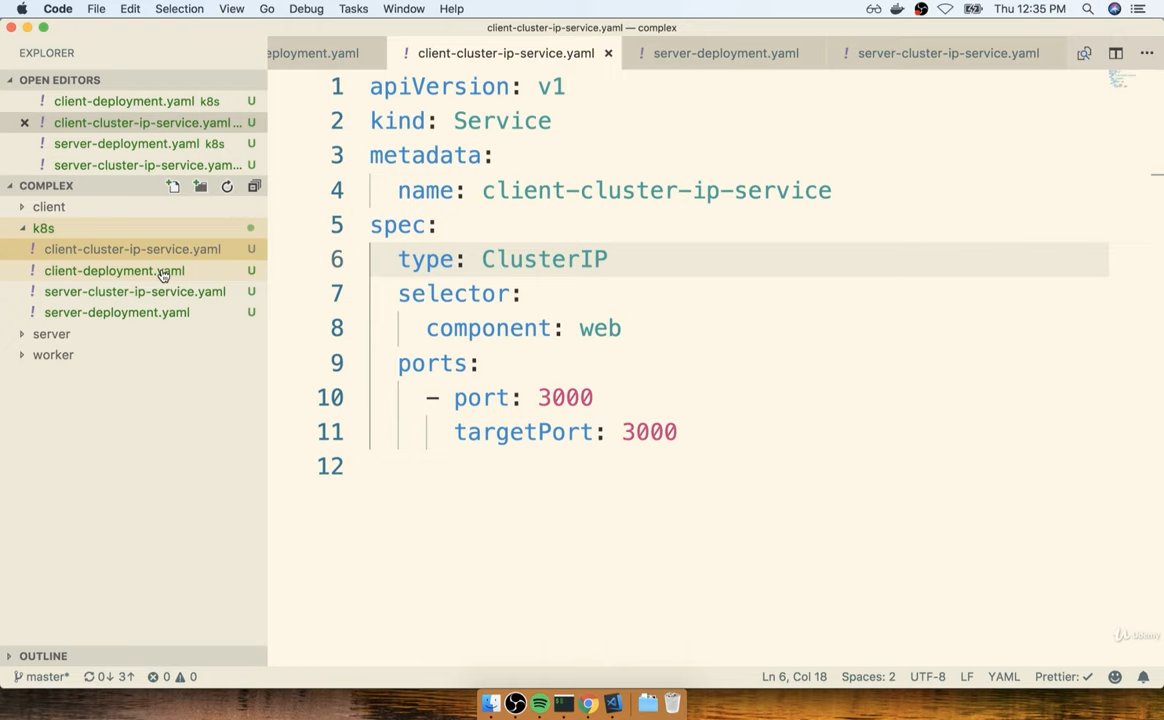 Code File Edit Selection View Go Debug Tasks Window Help Thu 12:35 PM
client-cluster-ip-service.yaml — complex
EXPLORER
eployment.yaml ! client-cluster-ip-service.yaml × ! server-deployment.yaml ! server-cluster-ip-service.yaml
OPEN EDITORS
! client-deployment.yaml k8s U
× ! client-cluster-ip-service.yaml... U
! server-deployment.yaml k8s U
! server-cluster-ip-service.yam... U
COMPLEX
client
k8s
! client-cluster-ip-service.yaml U
! client-deployment.yaml U
! server-cluster-ip-service.yaml U
! server-deployment.yaml U
server
worker
OUTLINE
1 apiVersion: v1
2 kind: Service
3 metadata:
4 name: client-cluster-ip-service
5 spec:
6 type: ClusterIP
7 selector:
8 component: web
9 ports:
10 - port: 3000
11 targetPort: 3000
12
Udemy
master* 0↓ 3↑ 0 0 Ln 6, Col 18 Spaces: 2 UTF-8 LF YAML Prettier: ✓